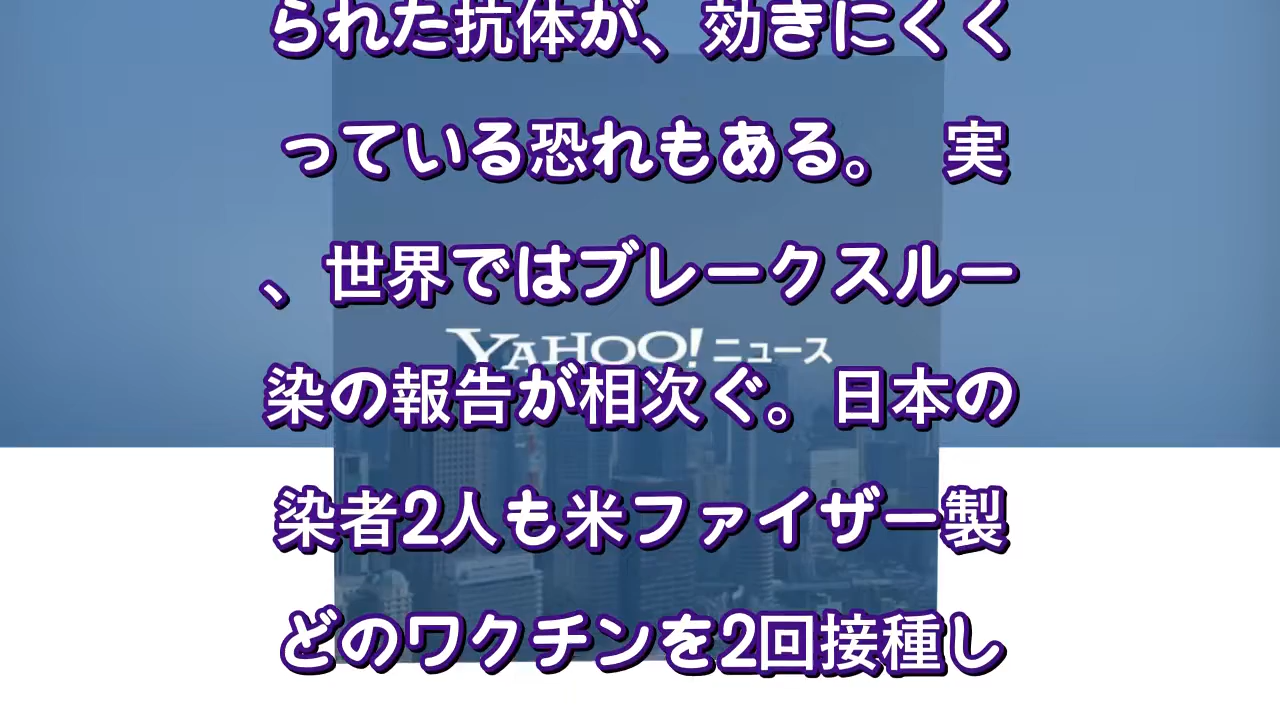 られた抗体が、効きにくく
っている恐れもある。　実
、世界ではブレークスルー
YAHOO!ニュース
染の報告が相次ぐ。日本の
染者2人も米ファイザー製
どのワクチンを2回接種し